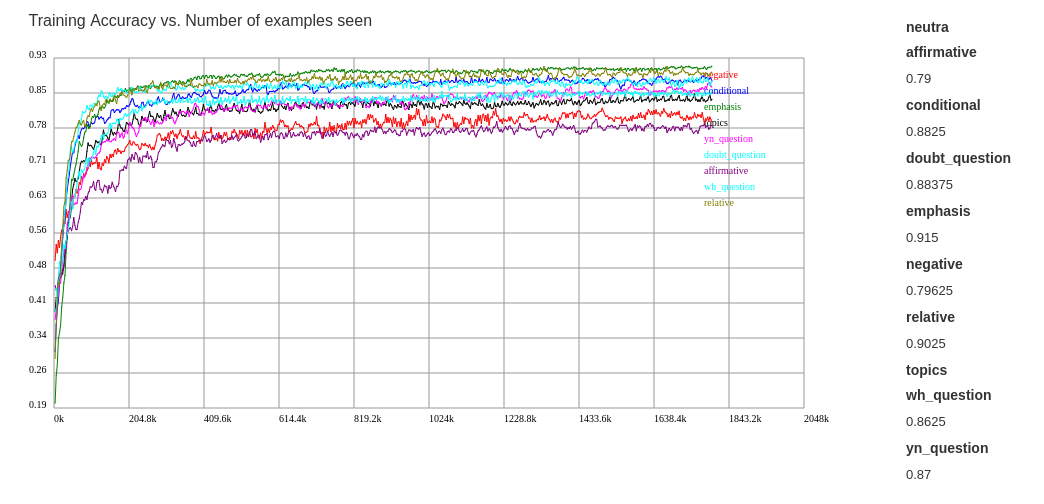 Training Accuracy vs. Number of examples seen
0.93
0.85
0.78
0.71
0.63
0.56
0.48
0.41
0.34
0.26
0.19
0k
204.8k
409.6k
614.4k
819.2k
1024k
1228.8k
1433.6k
1638.4k
1843.2k
2048k
negative
conditional
emphasis
topics
yn_question
doubt_question
affirmative
wh_question
relative
neutra
affirmative
0.79
conditional
0.8825
doubt_question
0.88375
emphasis
0.915
negative
0.79625
relative
0.9025
topics
wh_question
0.8625
yn_question
0.87